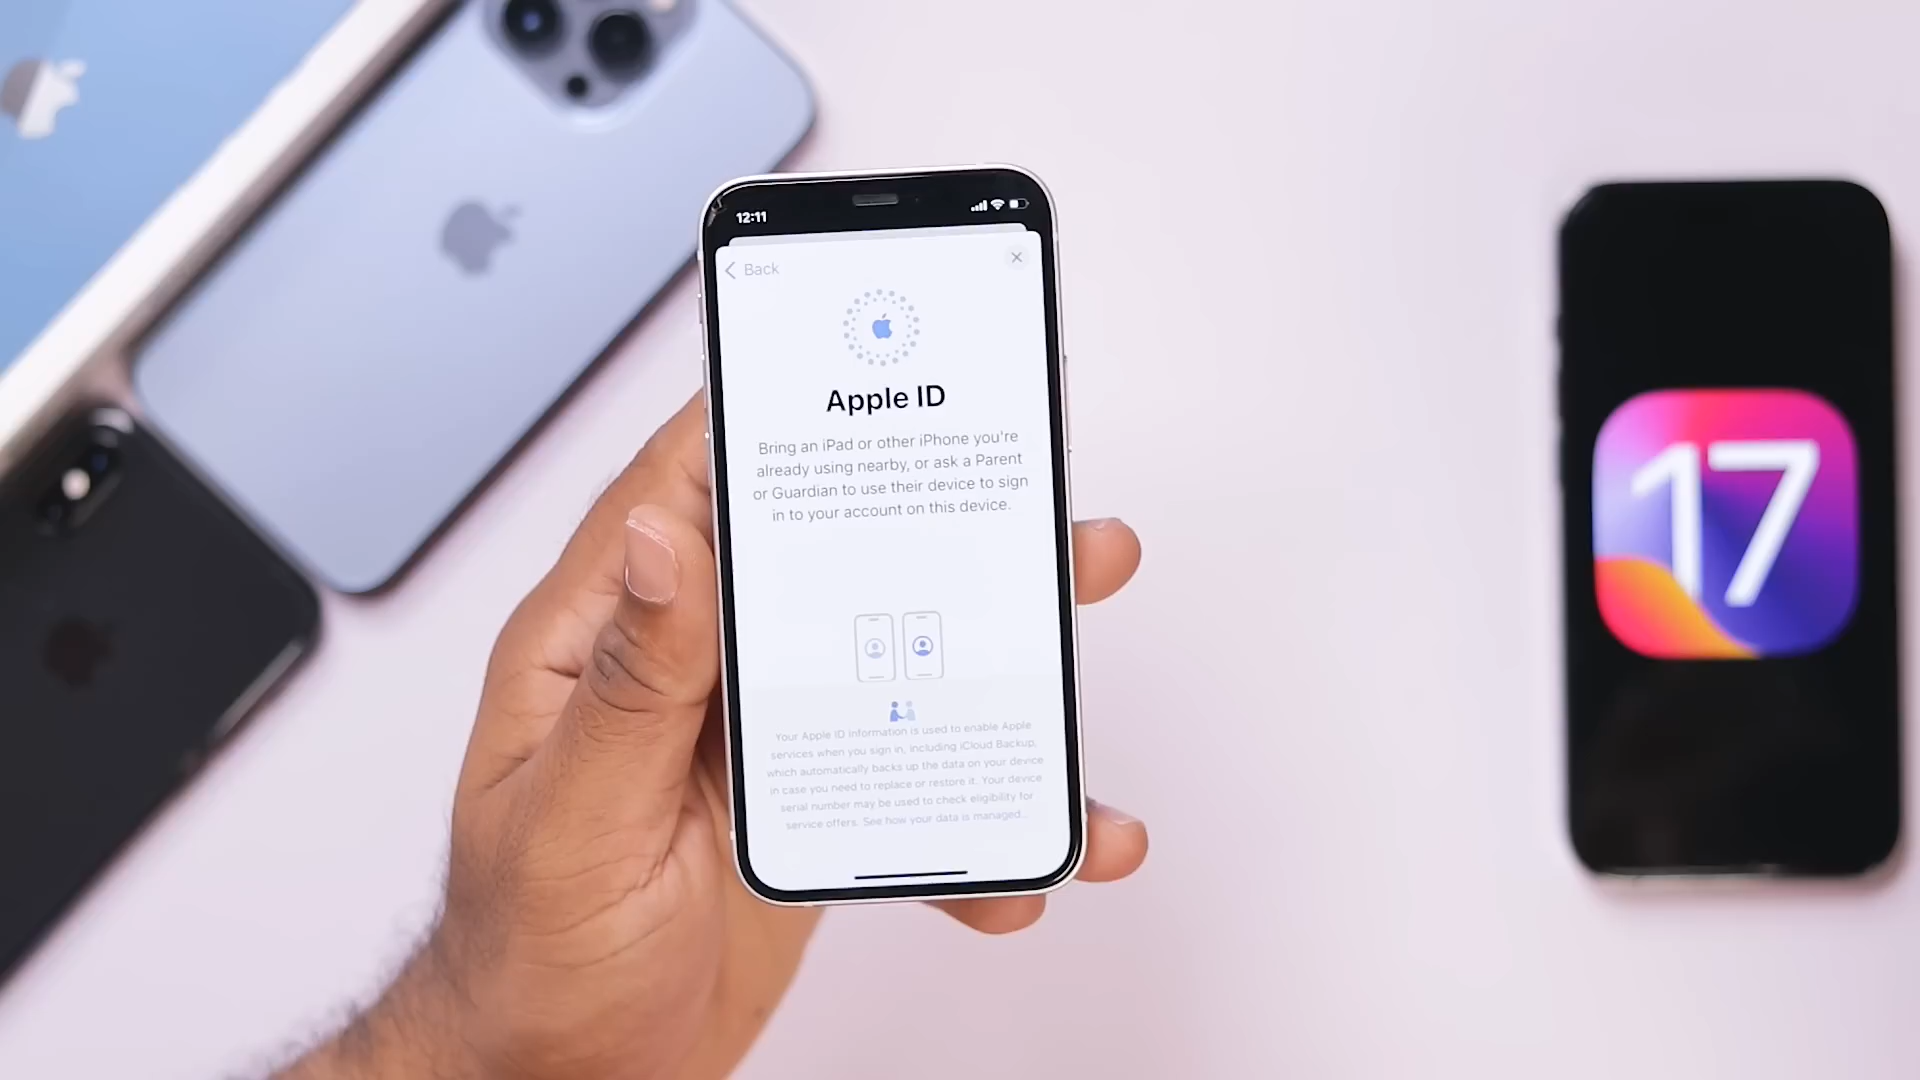 12:11
Back
Apple ID
Bring an iPad or other iPhone you're
already using nearby, or ask a Parent
or Guardian to use their device to sign
in to your account on this device.
Your Apple ID information is used to enable Apple
services when you sign in, including iCloud Backup,
which automatically backs up the data on your device
in case you need to replace or restore it. Your device
serial number may be used to check eligibility for
service offers. See how your data is managed...
17